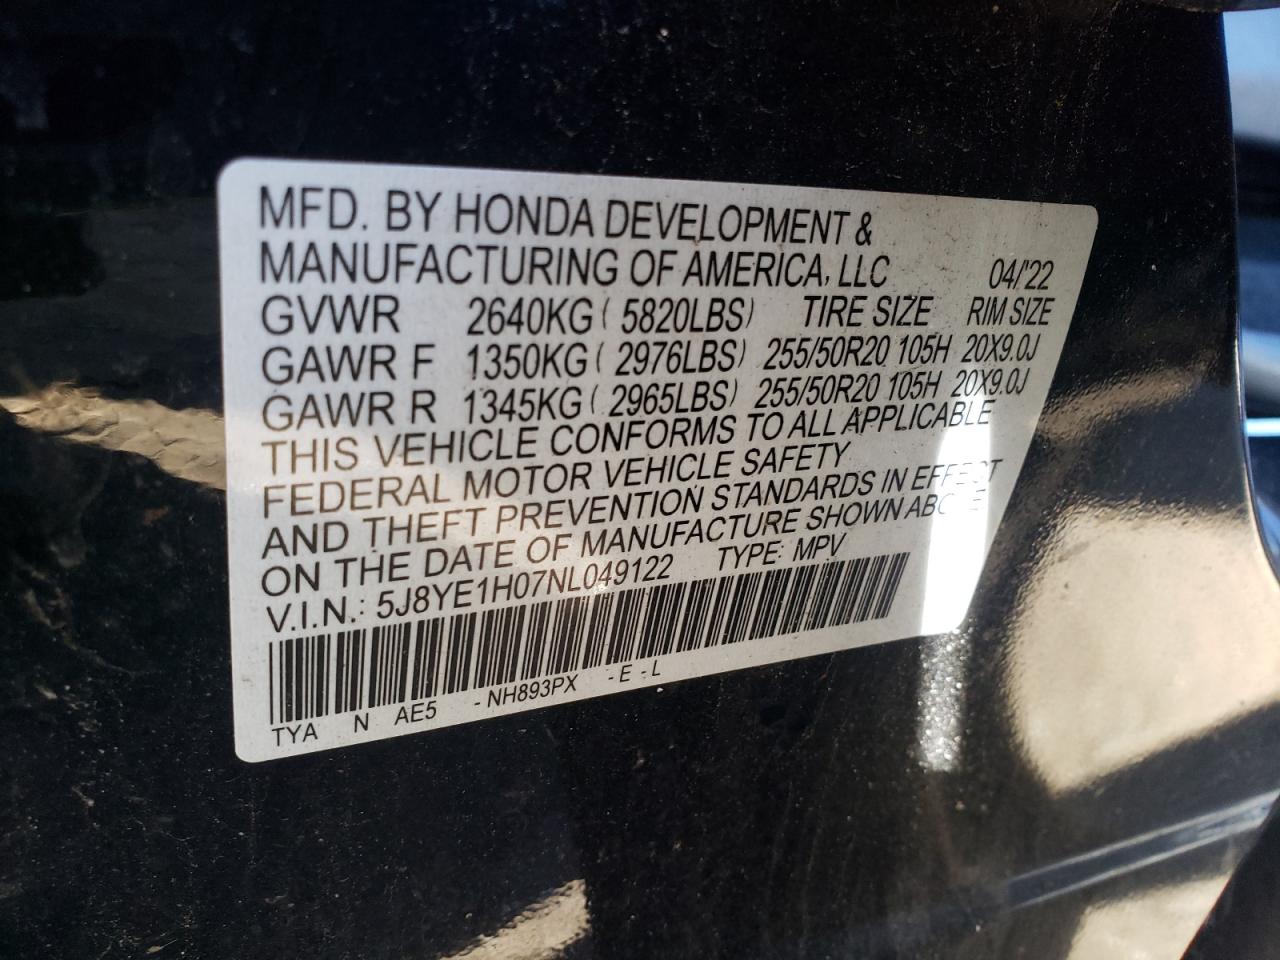 MFD. BY HONDA DEVELOPMENT &
MANUFACTURING OF AMERICA, LLC 04/'22
GVWR 2640KG ( 5820LBS) TIRE SIZE RIM SIZE
GAWR F 1350KG ( 2976LBS) 255/50R20 105H 20X9.0J
GAWR R 1345KG ( 2965LBS) 255/50R20 105H 20X9.0J
THIS VEHICLE CONFORMS TO ALL APPLICABLE
FEDERAL MOTOR VEHICLE SAFETY
AND THEFT PREVENTION STANDARDS IN EFFECT
ON THE DATE OF MANUFACTURE SHOWN ABOVE
V.I.N.: 5J8YE1H07NL049122 TYPE: MPV
TYA N AE5 -NH893PX -E-L